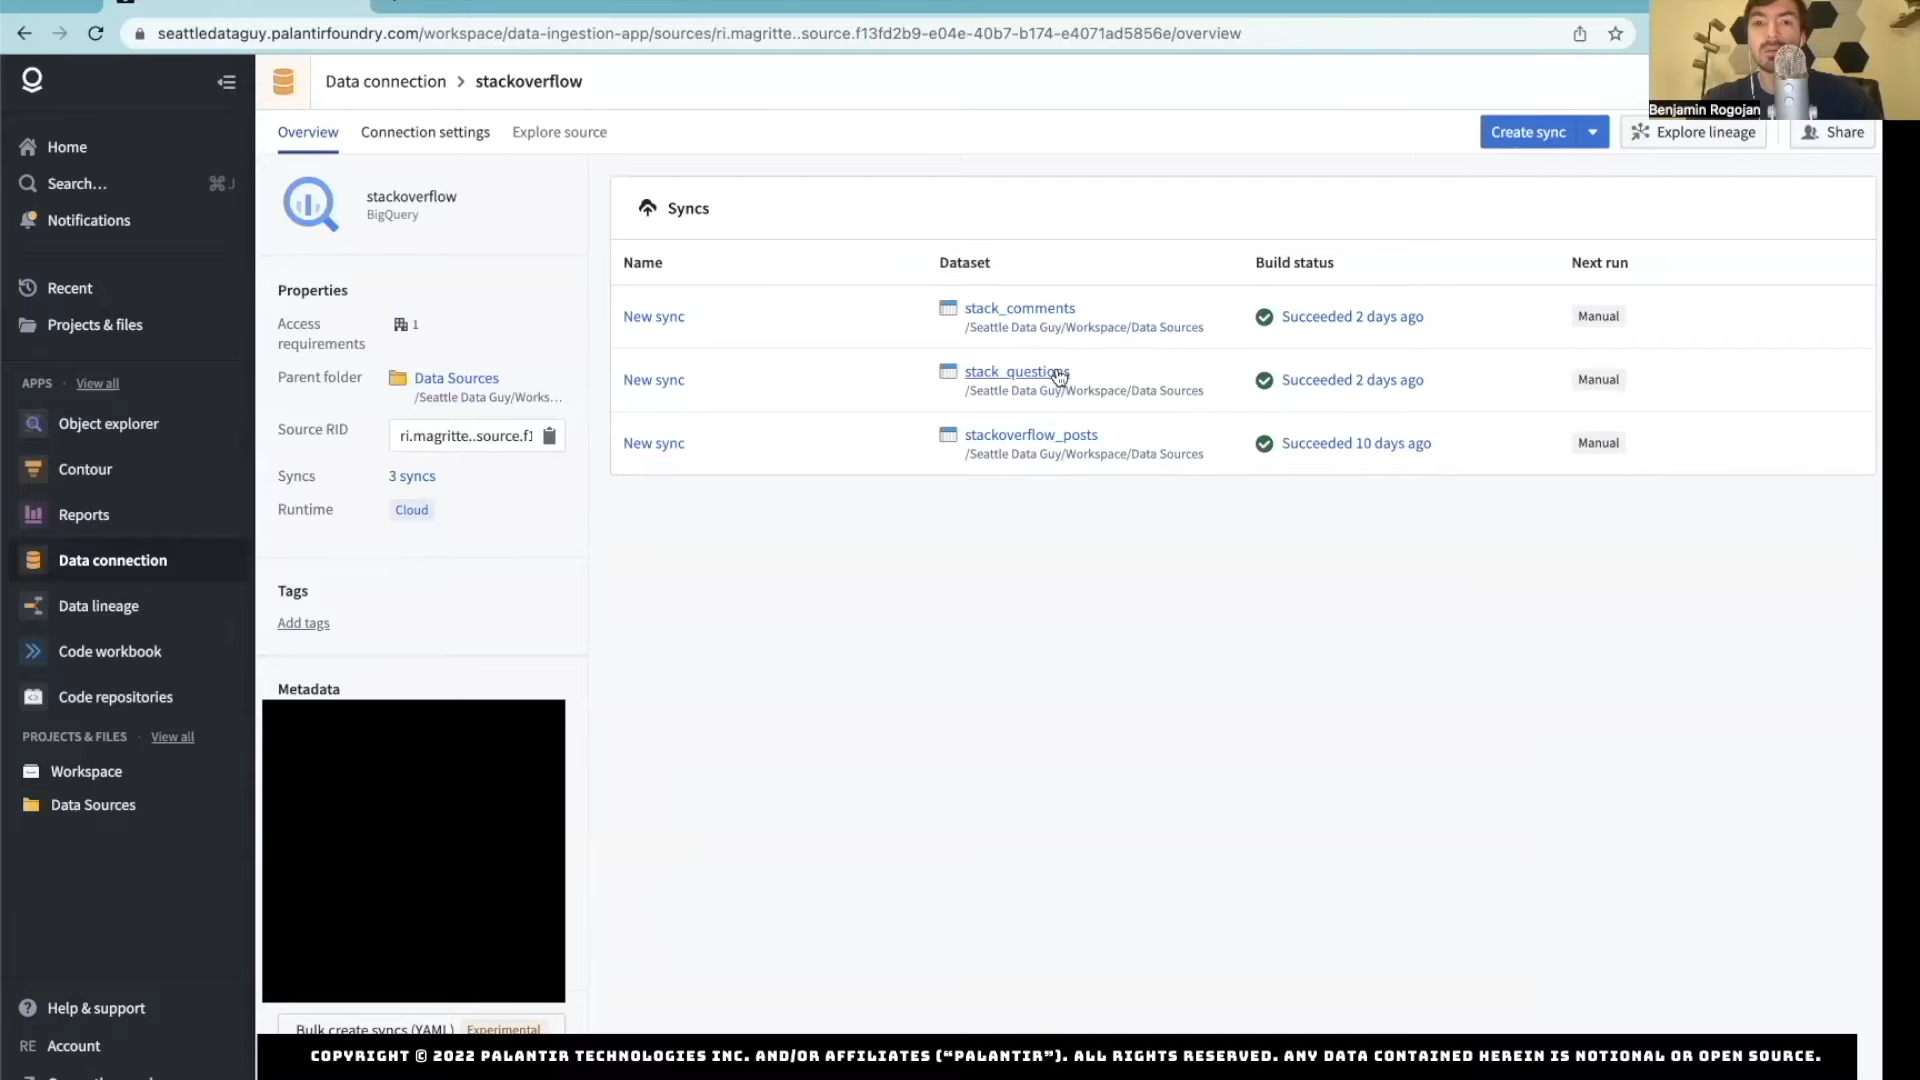 seattledataguy.palantirfoundry.com/workspace/data-ingestion-app/sources/ri.magritte..source.f13fd2b9-e04e-40b7-b174-e4071ad5856e/overview
Benjamin Rogojan
Data connection > stackoverflow
Overview
Connection settings
Explore source
Create sync
Explore lineage
Share
Home
Search...
⌘ J
Notifications
Recent
Projects & files
APPS · View all
Object explorer
Contour
Reports
Data connection
Data lineage
Code workbook
Code repositories
PROJECTS & FILES · View all
Workspace
Data Sources
Help & support
RE Account
stackoverflow
BigQuery
Properties
Access requirements
1
Parent folder
Data Sources
/Seattle Data Guy/Works...
Source RID
ri.magritte..source.f1
Syncs
3 syncs
Runtime
Cloud
Tags
Add tags
Metadata
Bulk create syncs (YAML) Experimental
Syncs
Name
Dataset
Build status
Next run
New sync
stack_comments
/Seattle Data Guy/Workspace/Data Sources
Succeeded 2 days ago
Manual
New sync
stack_questions
/Seattle Data Guy/Workspace/Data Sources
Succeeded 2 days ago
Manual
New sync
stackoverflow_posts
/Seattle Data Guy/Workspace/Data Sources
Succeeded 10 days ago
Manual
COPYRIGHT © 2022 PALANTIR TECHNOLOGIES INC. AND/OR AFFILIATES ("PALANTIR"). ALL RIGHTS RESERVED. ANY DATA CONTAINED HEREIN IS NOTIONAL OR OPEN SOURCE.